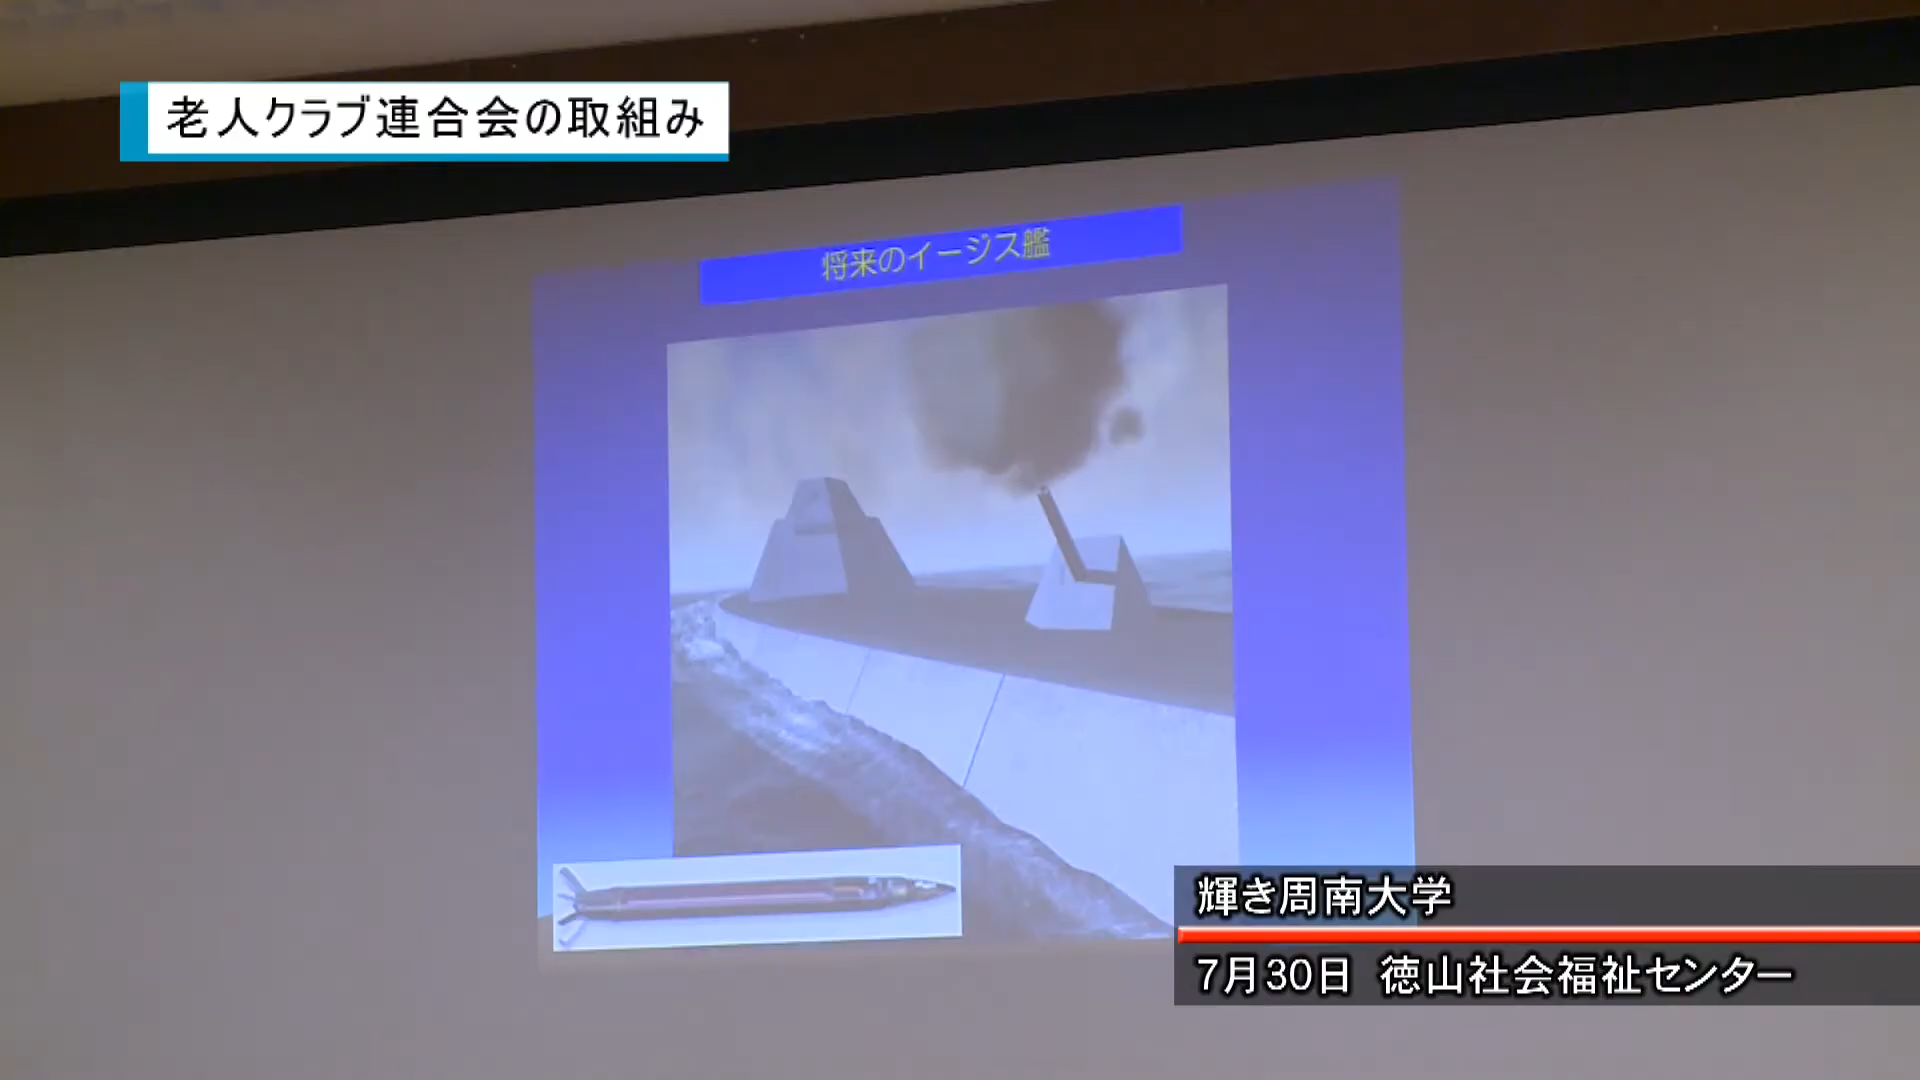 老人クラブ連合会の取組み
将来のイージス艦
輝き周南大学
7月30日 徳山社会福祉センター